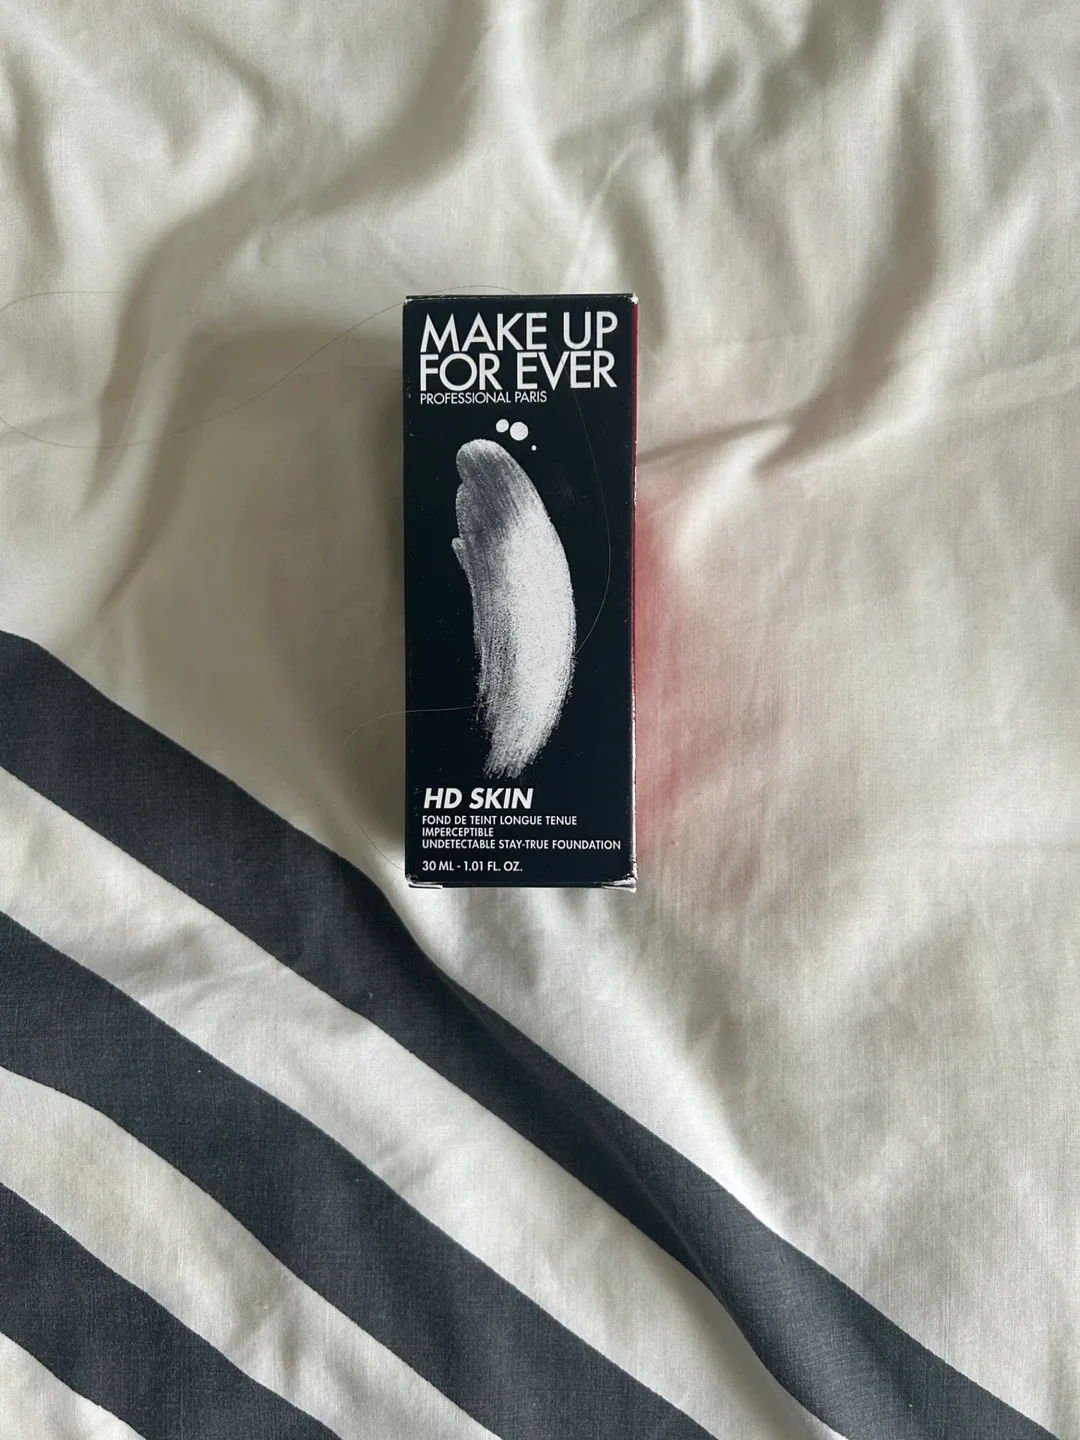 MAKE UP
FOR EVER
PROFESSIONAL PARIS
HD SKIN
FOND DE TEINT LONGUE TENUE
IMPERCEPTIBLE
UNDETECTABLE STAY-TRUE FOUNDATION
30 ML - 1.01 FL. OZ.